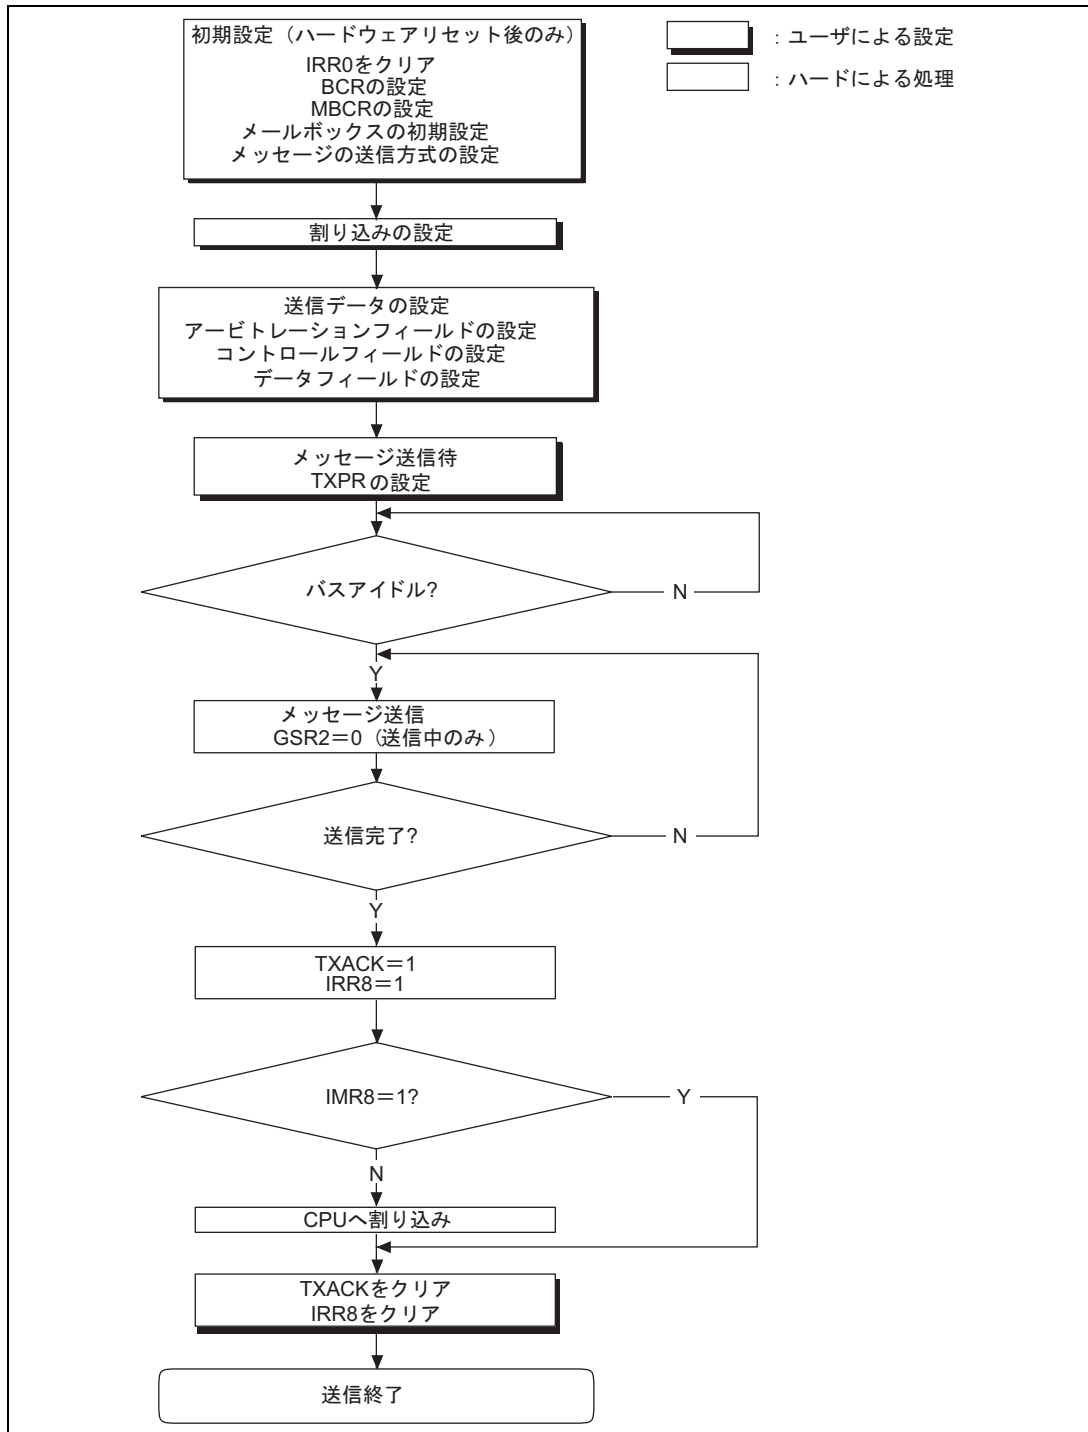 初期設定（ハードウェアリセット後のみ）
IRR0をクリア
BCRの設定
MBCRの設定
メールボックスの初期設定
メッセージの送信方式の設定
：ユーザによる設定
：ハードによる処理
割り込みの設定
送信データの設定
アービトレーションフィールドの設定
コントロールフィールドの設定
データフィールドの設定
メッセージ送信待
TXPRの設定
バスアイドル?
N
Y
メッセージ送信
GSR2＝0（送信中のみ）
送信完了?
N
Y
TXACK＝1
IRR8＝1
IMR8＝1?
Y
N
CPUへ割り込み
TXACKをクリア
IRR8をクリア
送信終了